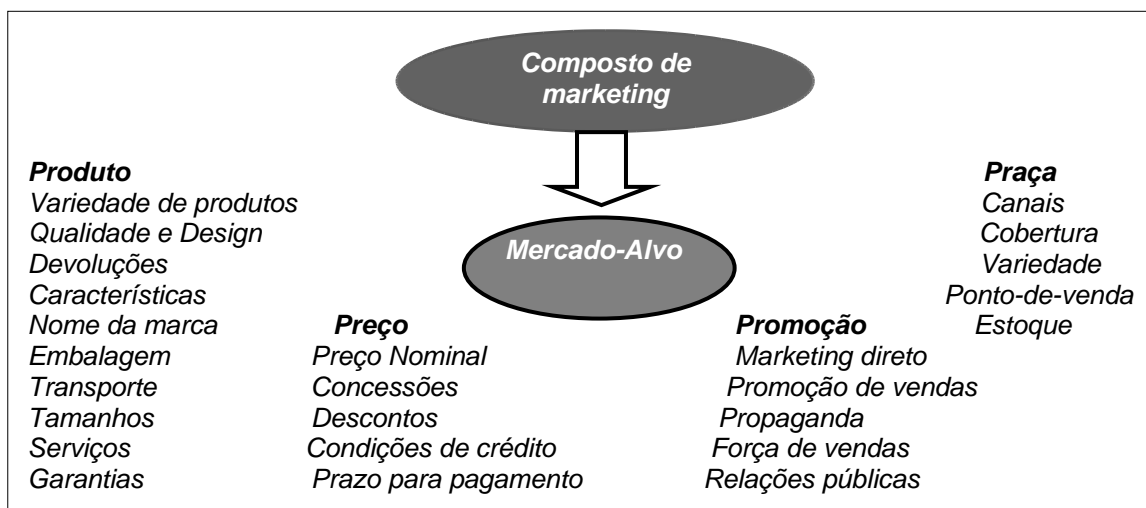 Composto de
marketing
Mercado-Alvo
Produto
Variedade de produtos
Qualidade e Design
Devoluções
Características
Nome da marca
Embalagem
Transporte
Tamanhos
Serviços
Garantias
Preço
Preço Nominal
Concessões
Descontos
Condições de crédito
Prazo para pagamento
Promoção
Marketing direto
Promoção de vendas
Propaganda
Força de vendas
Relações públicas
Praça
Canais
Cobertura
Variedade
Ponto-de-venda
Estoque